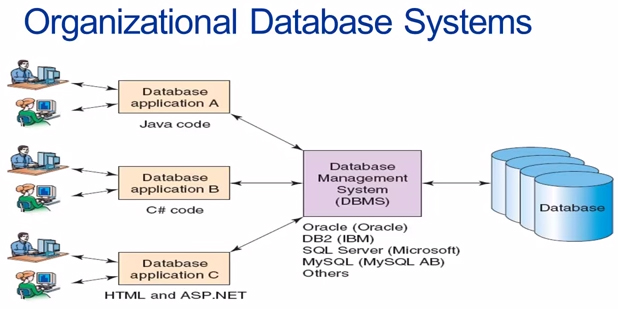 Organizational Database Systems
Database
application A
Java code
Database
application B
C# code
Database
application C
HTML and ASP.NET
Database
Management
System
(DBMS)
Oracle (Oracle)
DB2 (IBM)
SQL Server (Microsoft)
MySQL (MySQL AB)
Others
Database